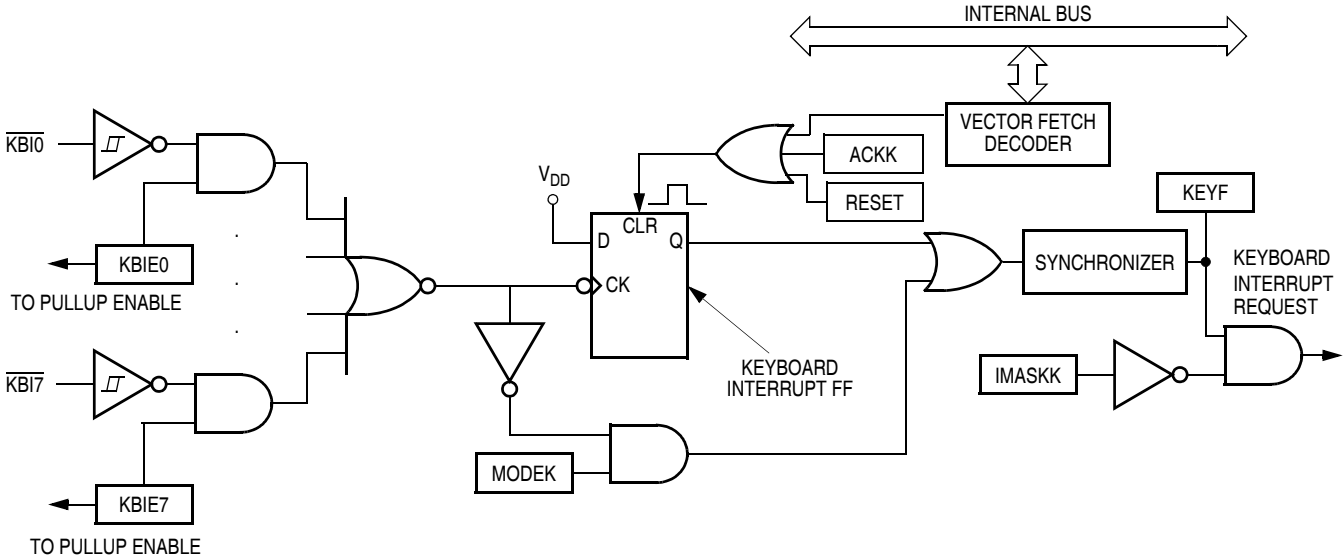 INTERNAL BUS
VECTOR FETCH
DECODER
ACKK
RESET
KBI0
KBIE0
TO PULLUP ENABLE
.
.
.
KBI7
KBIE7
TO PULLUP ENABLE
VDD
CLR
D
Q
CK
KEYBOARD
INTERRUPT FF
MODEK
SYNCHRONIZER
KEYF
IMASKK
KEYBOARD
INTERRUPT
REQUEST